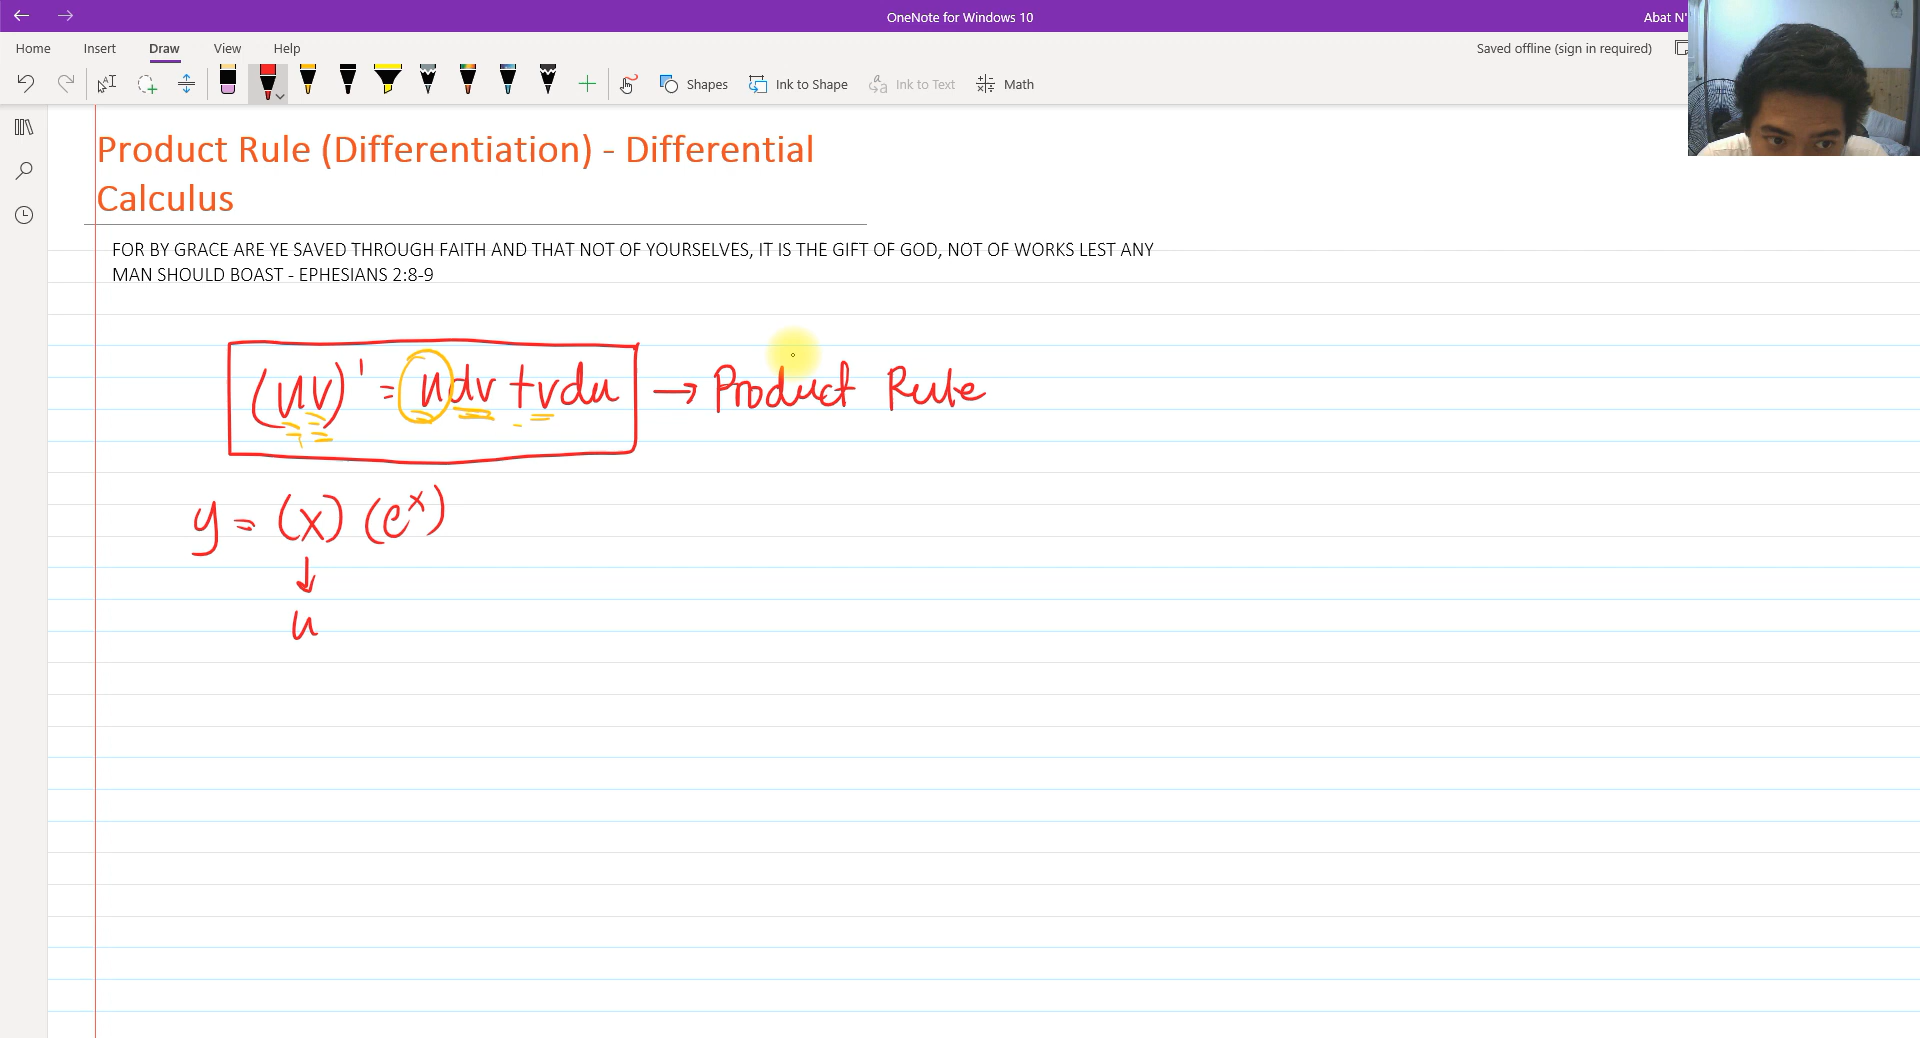 OneNote for Windows 10
Abat N'
Home Insert Draw View Help
Saved offline (sign in required)
Shapes Ink to Shape Ink to Text Math
Product Rule (Differentiation) - Differential
Calculus
FOR BY GRACE ARE YE SAVED THROUGH FAITH AND THAT NOT OF YOURSELVES, IT IS THE GIFT OF GOD, NOT OF WORKS LEST ANY
MAN SHOULD BOAST - EPHESIANS 2:8-9
(uv)' = udv + vdu → Product Rule
y = (x) (eˣ)
↓
u